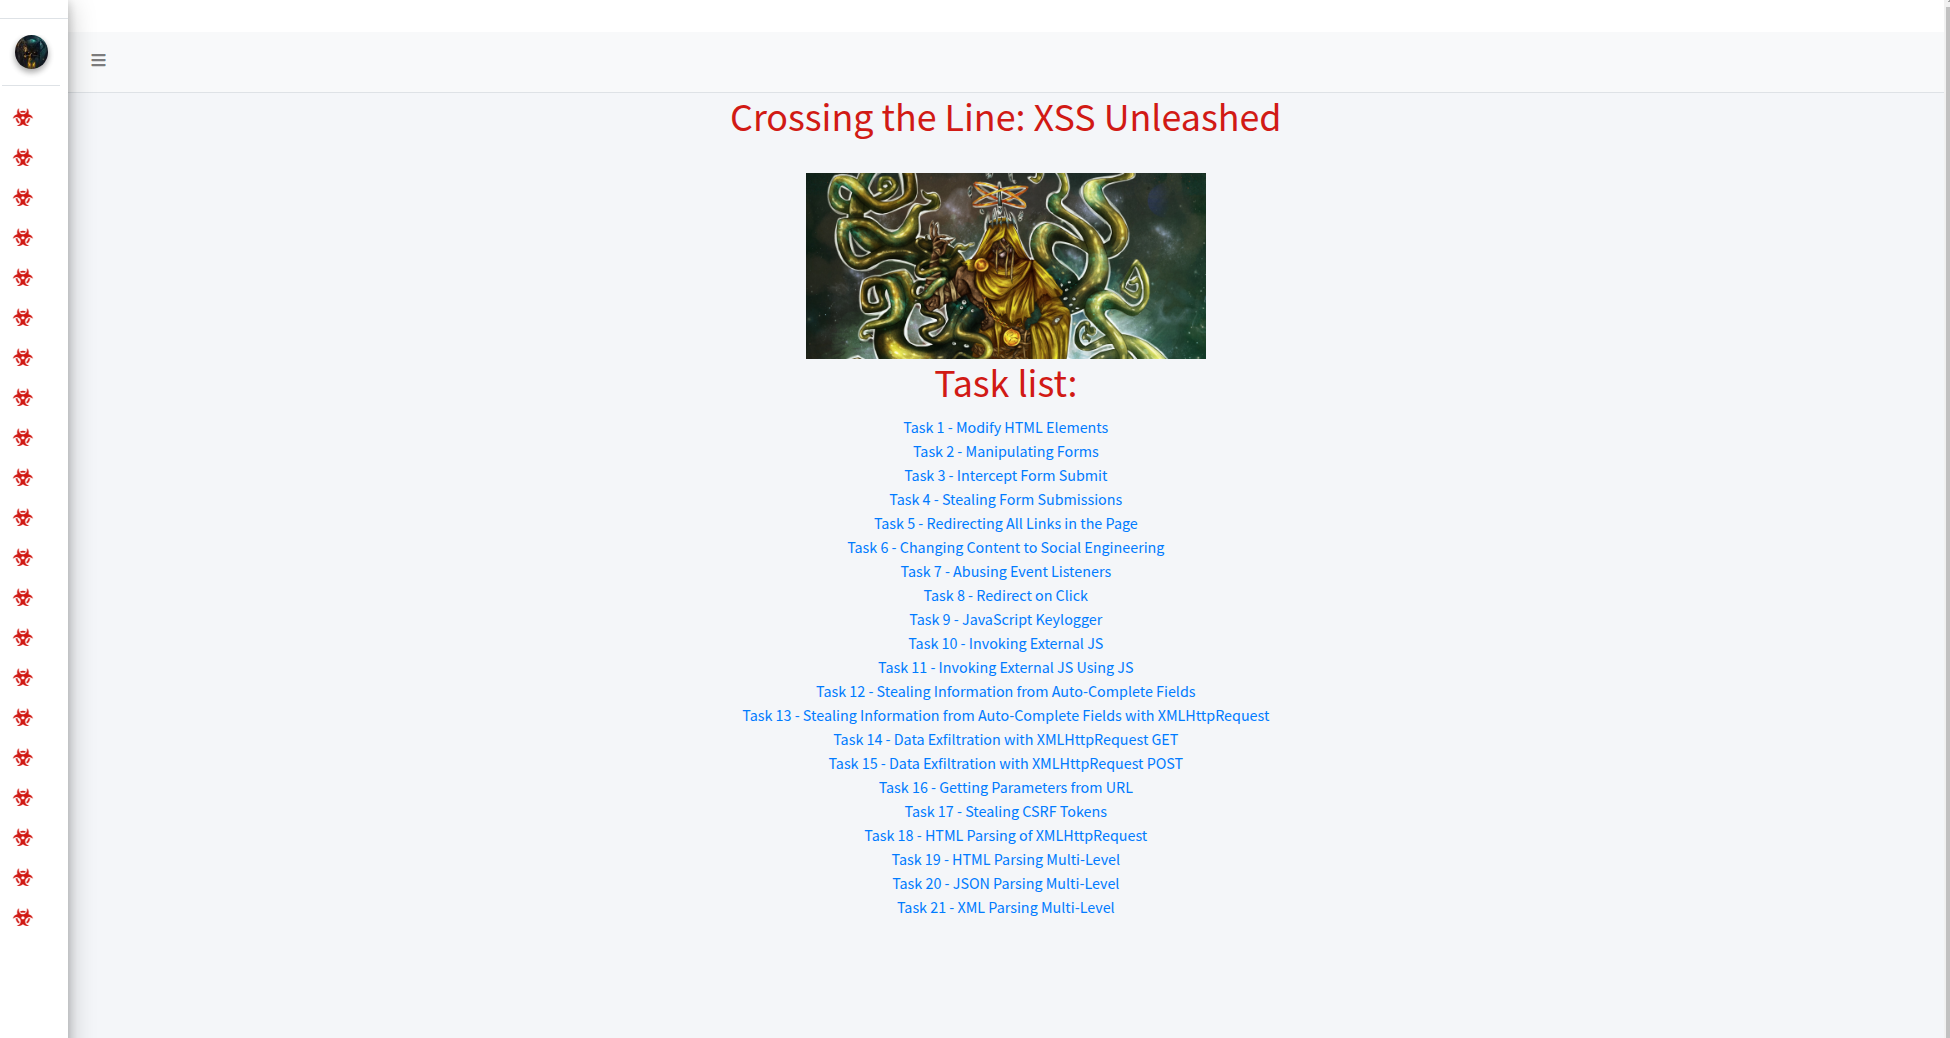 Crossing the Line: XSS Unleashed
Task list:
Task 1 - Modify HTML Elements
Task 2 - Manipulating Forms
Task 3 - Intercept Form Submit
Task 4 - Stealing Form Submissions
Task 5 - Redirecting All Links in the Page
Task 6 - Changing Content to Social Engineering
Task 7 - Abusing Event Listeners
Task 8 - Redirect on Click
Task 9 - JavaScript Keylogger
Task 10 - Invoking External JS
Task 11 - Invoking External JS Using JS
Task 12 - Stealing Information from Auto-Complete Fields
Task 13 - Stealing Information from Auto-Complete Fields with XMLHttpRequest
Task 14 - Data Exfiltration with XMLHttpRequest GET
Task 15 - Data Exfiltration with XMLHttpRequest POST
Task 16 - Getting Parameters from URL
Task 17 - Stealing CSRF Tokens
Task 18 - HTML Parsing of XMLHttpRequest
Task 19 - HTML Parsing Multi-Level
Task 20 - JSON Parsing Multi-Level
Task 21 - XML Parsing Multi-Level